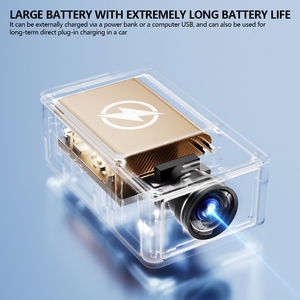 LARGE BATTERY WITH EXTREMELY LONG BATTERY LIFE
It can be externally charged via a power bank or a computer USB, and can also be used for
long-term direct plug-in charging in a car